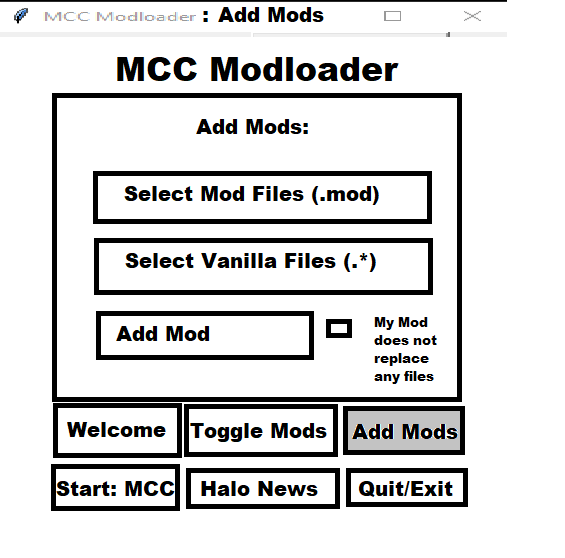 MCC Modloader : Add Mods
MCC Modloader
Add Mods:
Select Mod Files (.mod)
Select Vanilla Files (.*)
Add Mod
My Mod
does not
replace
any files
Welcome
Toggle Mods
Add Mods
Start: MCC
Halo News
Quit/Exit